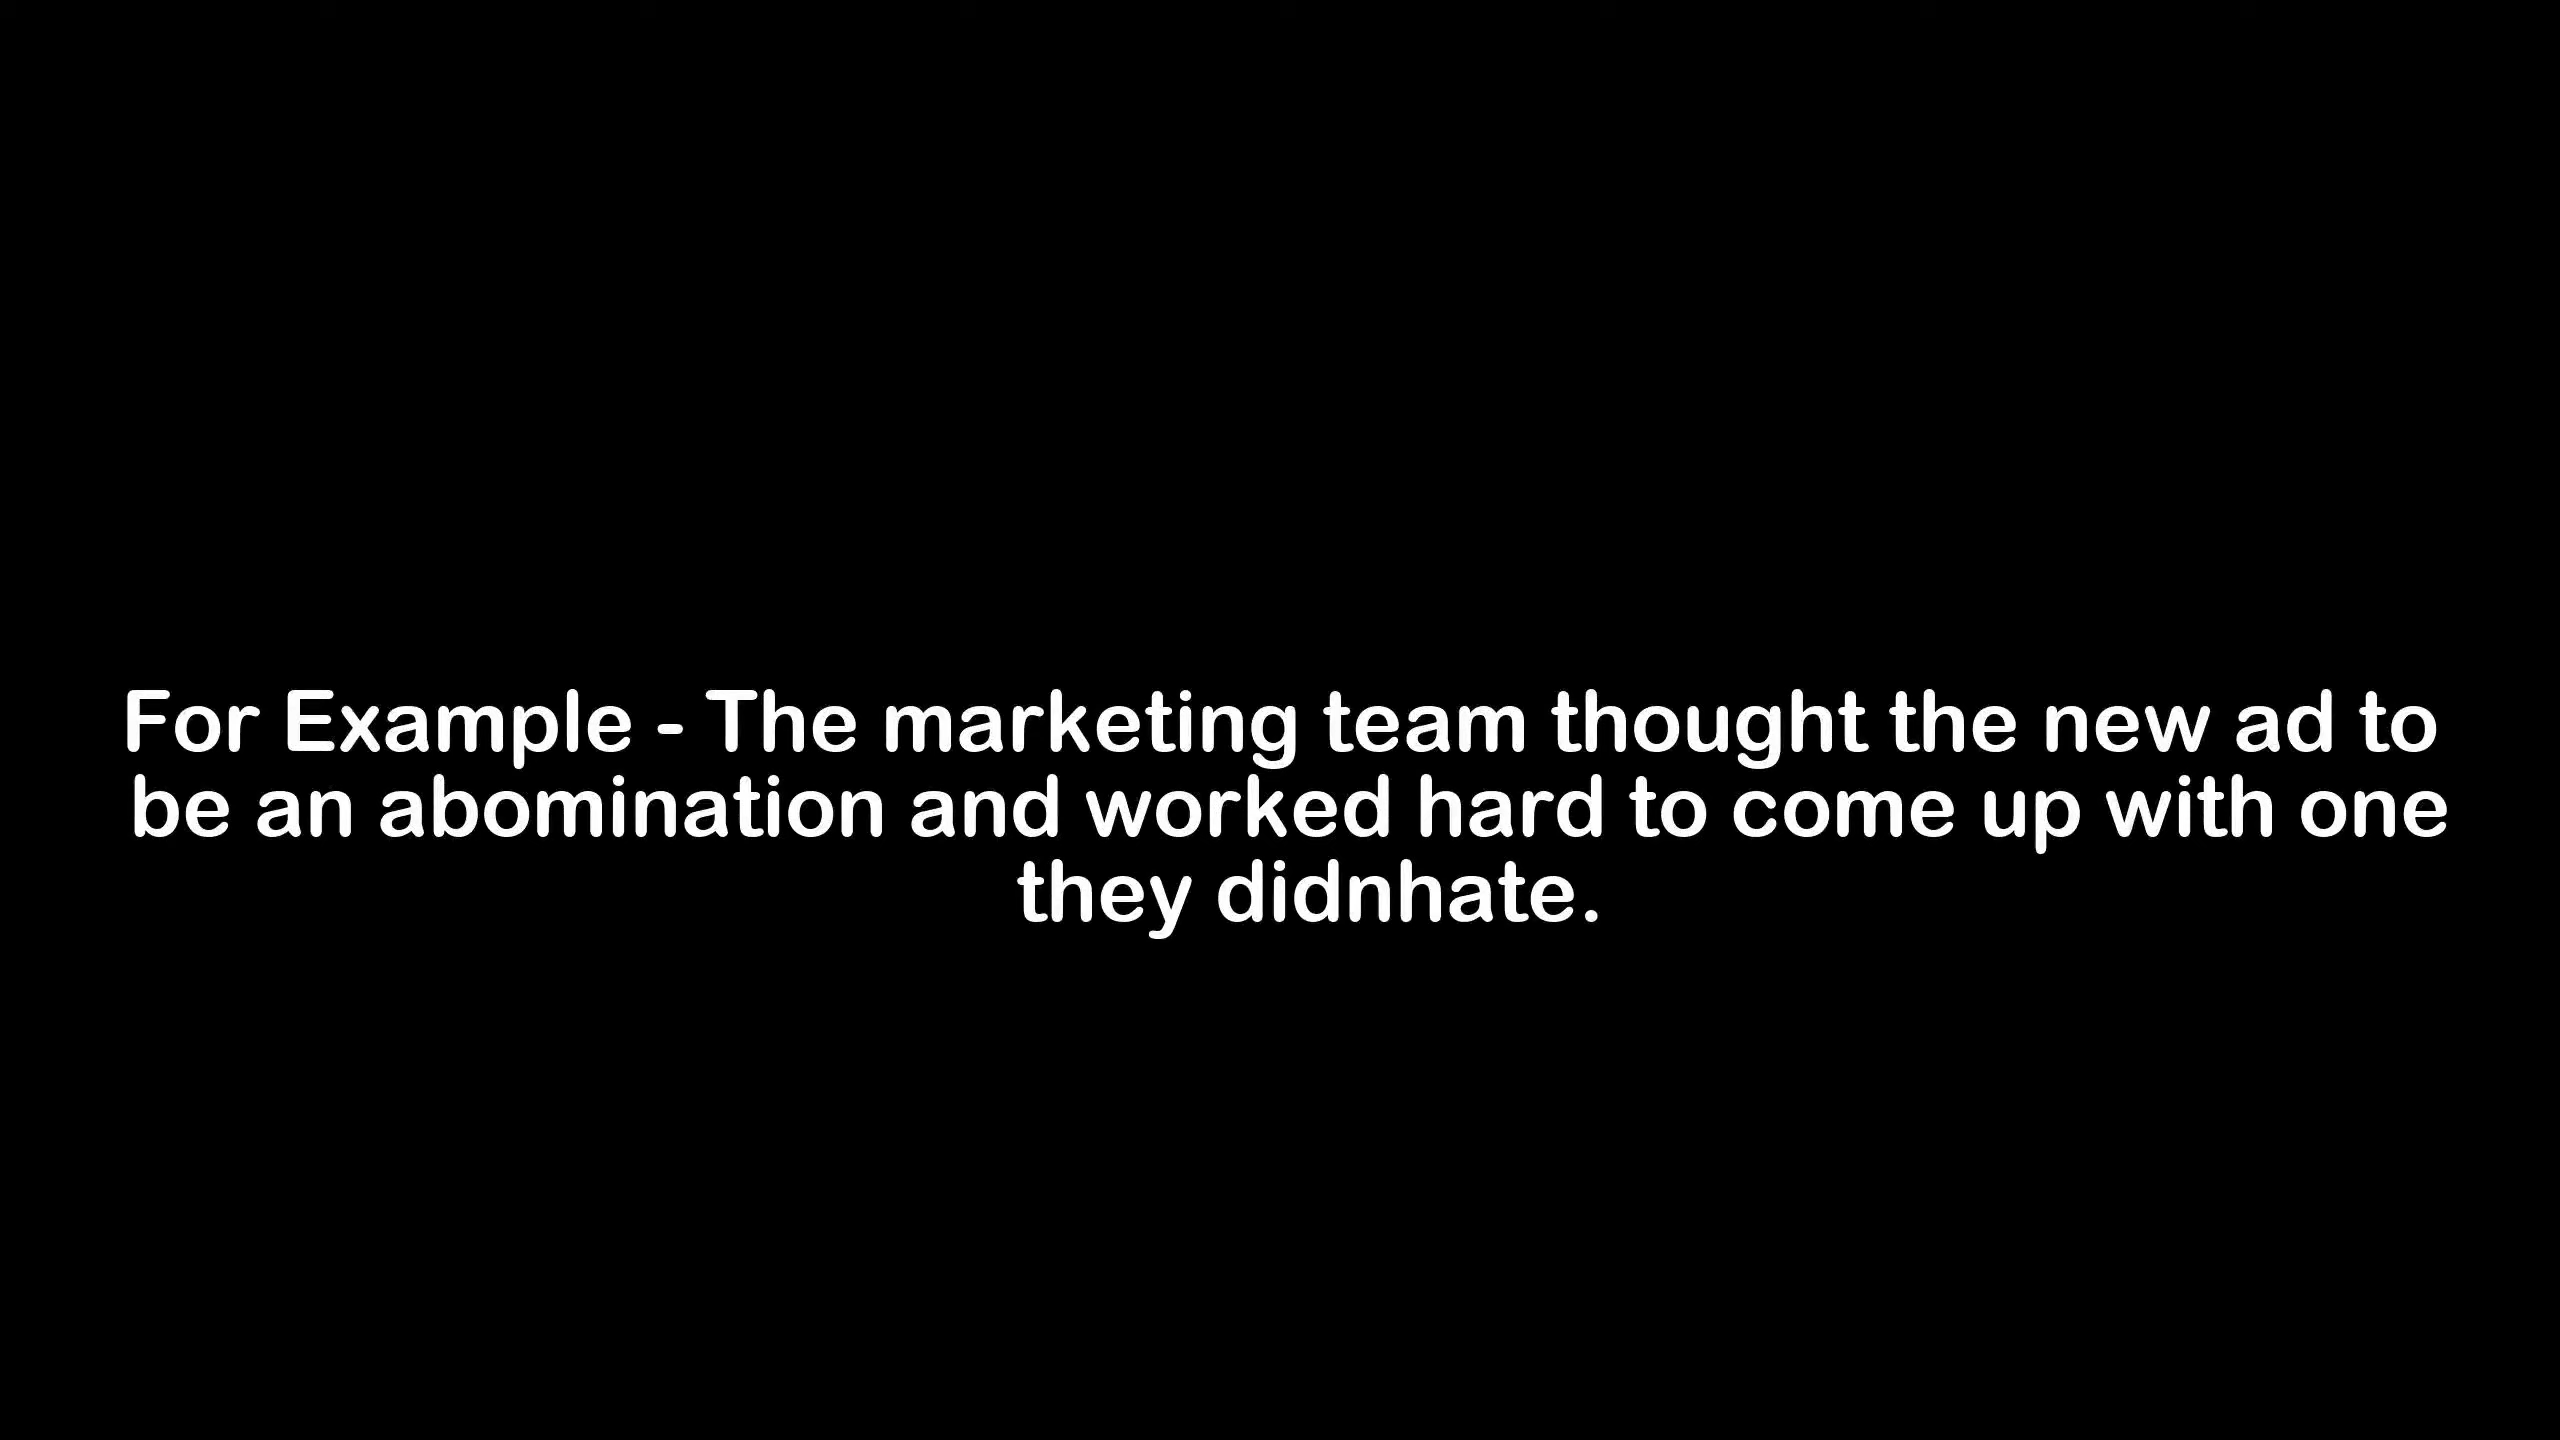 For Example - The marketing team thought the new ad to
be an abomination and worked hard to come up with one
they didnhate.